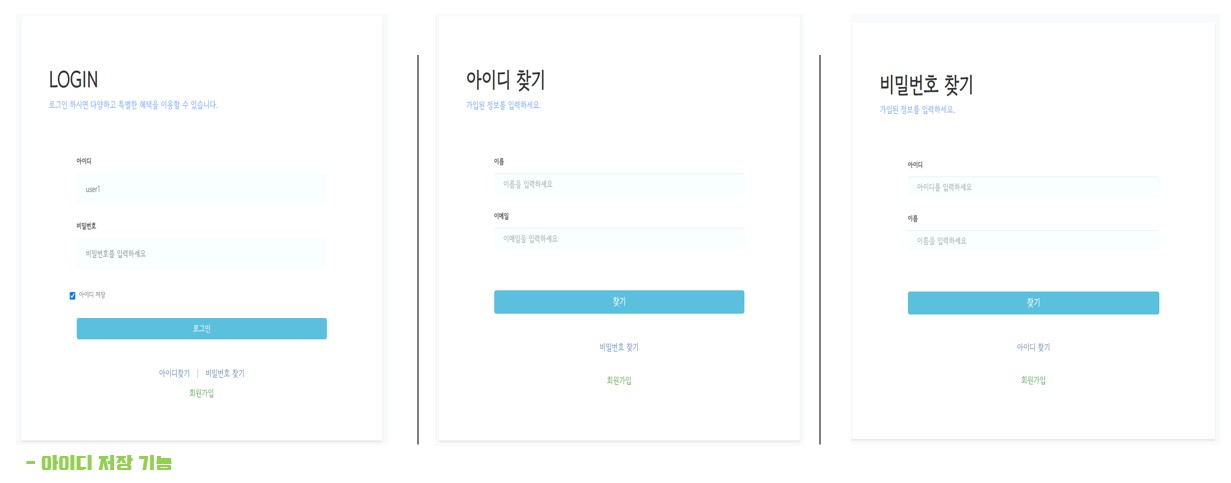 LOGIN
로그인 하시면 다양하고 특별한 혜택을 이용할 수 있습니다.
아이디
user1
비밀번호
비밀번호를 입력하세요
아이디 저장
로그인
아이디찾기 | 비밀번호 찾기
회원가입
- 아이디 저장 기능
아이디 찾기
가입된 정보를 입력하세요.
이름
이름을 입력하세요
이메일
이메일을 입력하세요
찾기
비밀번호 찾기
회원가입
비밀번호 찾기
가입된 정보를 입력하세요.
아이디
아이디를 입력하세요
이름
이름을 입력하세요
찾기
아이디 찾기
회원가입